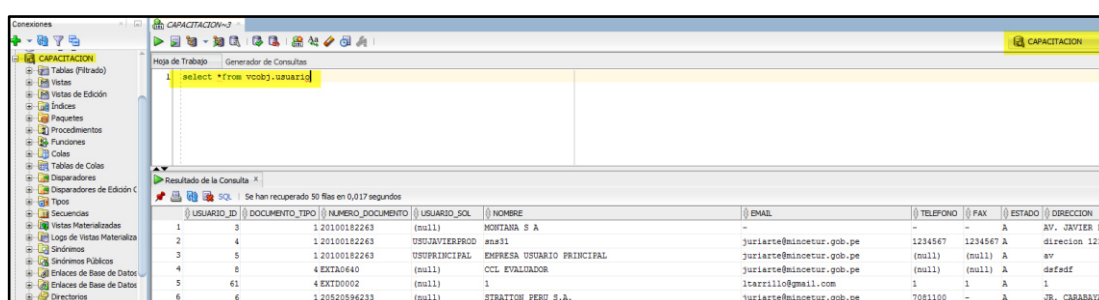 Conexiones
CAPACITACION~3
CAPACITACION
CAPACITACION
Tablas (Filtrado)
Vistas
Vistas de Edición
Índices
Paquetes
Procedimientos
Funciones
Colas
Tablas de Colas
Disparadores
Disparadores de Edición C
Tipos
Secuencias
Vistas Materializadas
Logs de Vistas Materializa
Sinónimos
Sinónimos Públicos
Enlaces de Base de Datos
Enlaces de Base de Datos
Directorios
Hoja de Trabajo Generador de Consultas
1 select *from vcobj.usuario
Resultado de la Consulta
SQL | Se han recuperado 50 filas en 0,017 segundos
USUARIO_ID DOCUMENTO_TIPO NUMERO_DOCUMENTO USUARIO_SOL NOMBRE EMAIL TELEFONO FAX ESTADO DIRECCION
1 3 1 20100182263 (null) MONTANA S A - - - A AV. JAVIER
2 4 1 20100182263 USUJAVIERPROD sns31 juriarte@mincetur.gob.pe 1234567 1234567 A direcion 12
3 5 1 20100182263 USUPRINCIPAL EMPRESA USUARIO PRINCIPAL juriarte@mincetur.gob.pe (null) (null) A av
4 8 4 EXTA0640 (null) CCL EVALUADOR juriarte@mincetur.gob.pe (null) (null) A dsfsdf
5 61 4 EXTD0002 (null) 1 ltarrillo@gmail.com 1 1 A 1
6 6 1 20520596233 (null) STRATTON PERU S.A. juriarte@mincetur.gob.pe 7081100 - A JR. CARABAY